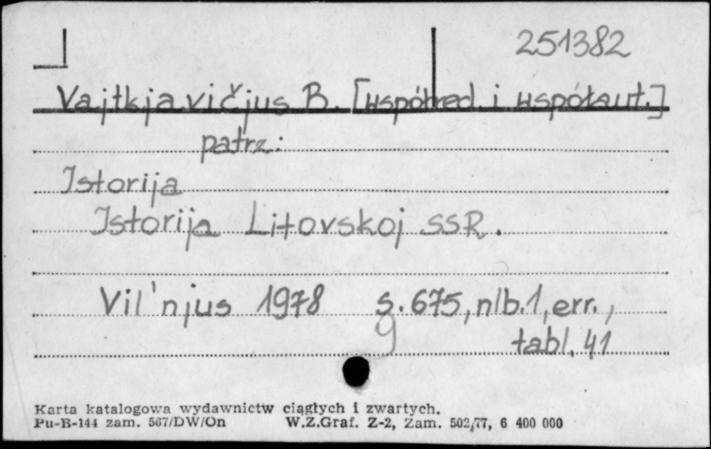 251382
Vajtkjavičjus B. [współred. i współaut.]
patrz:
Istorija
Istorija Litovskoj SSR.
Vil'njus 1978 s. 675, nlb. 1, err.,
tabl. 41
Karta katalogowa wydawnictw ciągłych i zwartych.
Pu-B-144 zam. 567/DW/On W.Z.Graf. Z-2, Zam. 502/77, 6 400 000